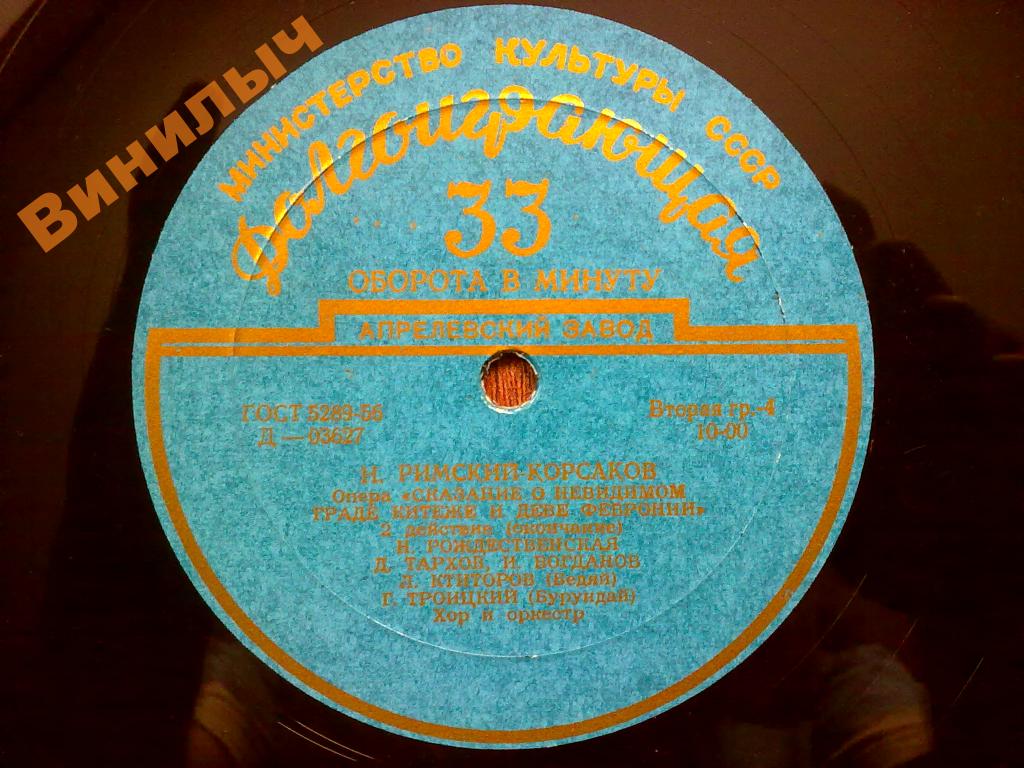 Винилыч
МИНИСТЕРСТВО КУЛЬТУРЫ СССР
Долгоиграющая
33
ОБОРОТА В МИНУТУ
АПРЕЛЕВСКИЙ ЗАВОД
ГОСТ 5289-56
Д — 03627
Вторая гр.-4
10-00
Н. РИМСКИЙ-КОРСАКОВ
Опера «СКАЗАНИЕ О НЕВИДИМОМ
ГРАДЕ КИТЕЖЕ И ДЕВЕ ФЕВРОНИИ»
2 действие (окончание)
Н. РОЖДЕСТВЕНСКАЯ
Д. ТАРХОВ, И. БОГДАНОВ
Л. КТИТОРОВ (Бедяй)
Г. ТРОИЦКИЙ (Бурундай)
Хор и оркестр